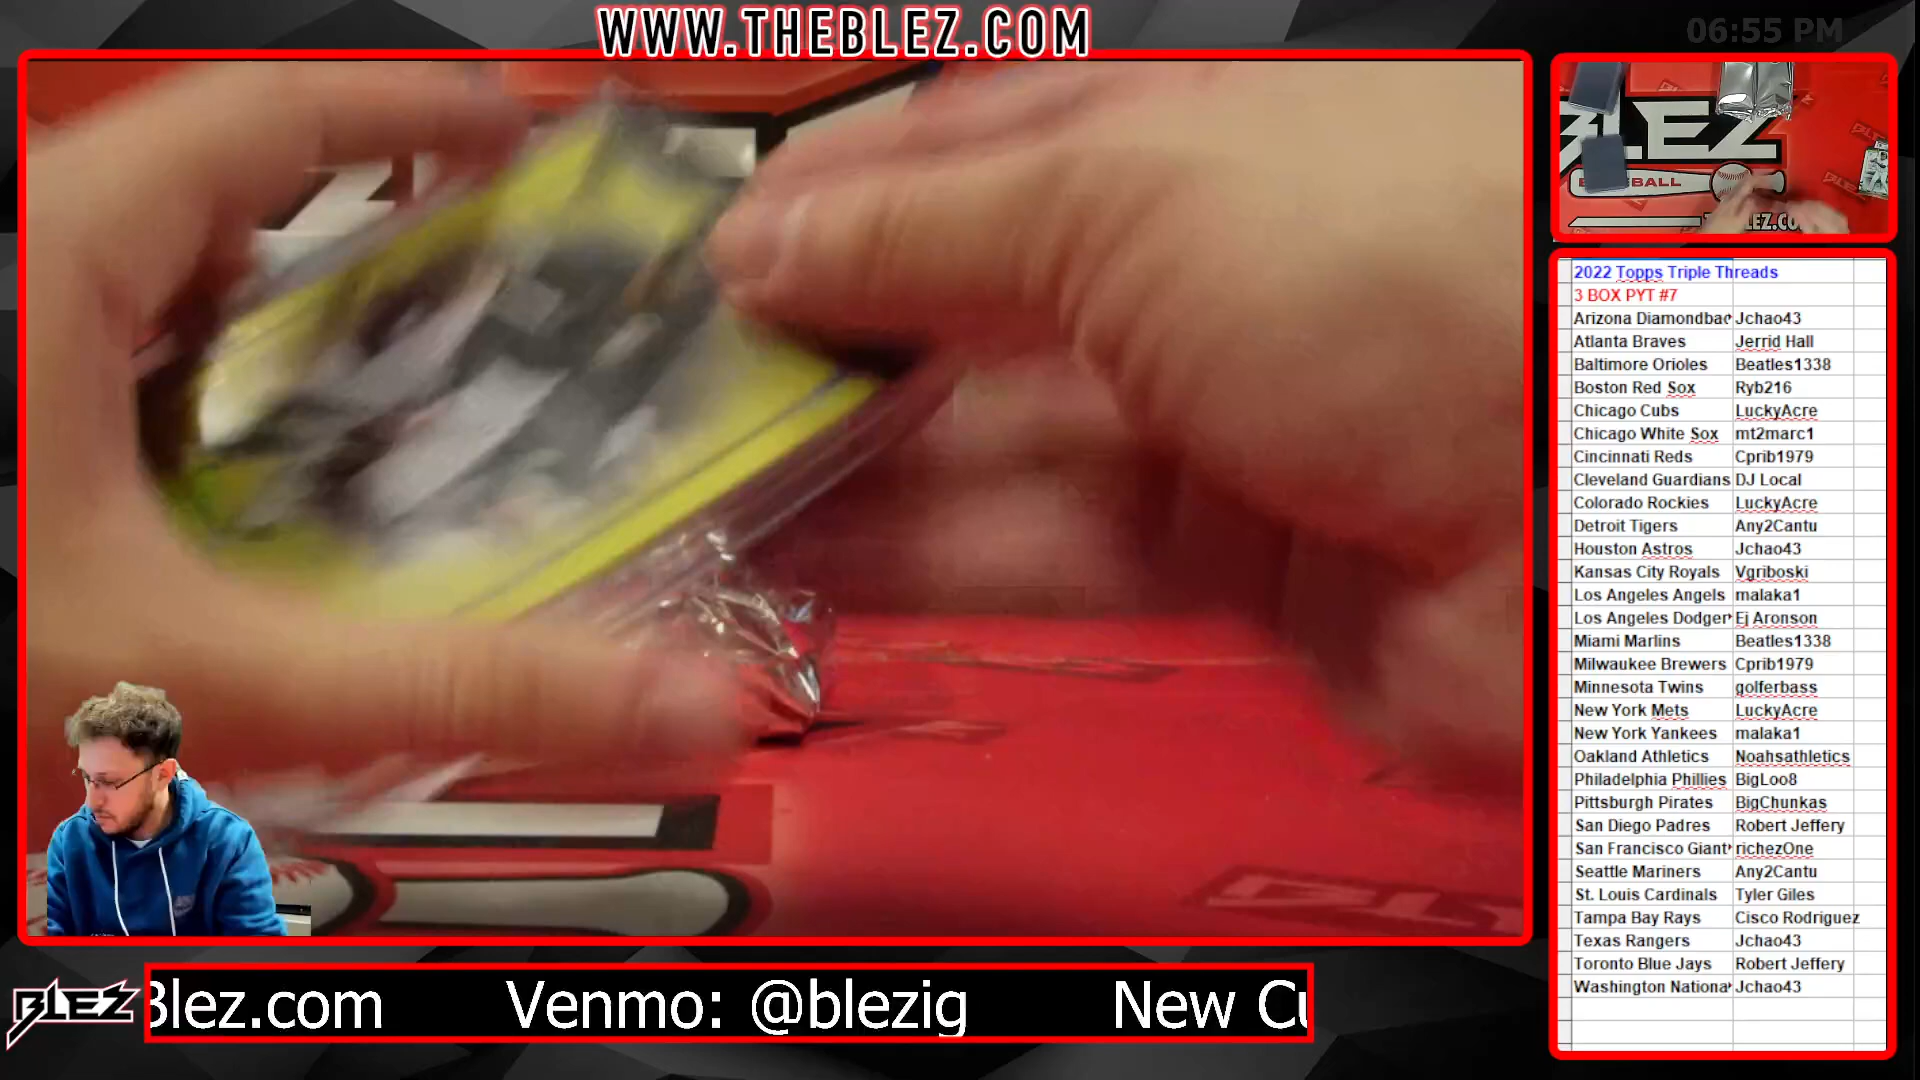 WWW.THEBLEZ.COM
06:55 PM
BLEZ
2022 Topps Triple Threads
3 BOX PYT #7
Arizona Diamondbac Jchao43
Atlanta Braves Jerrid Hall
Baltimore Orioles Beatles1338
Boston Red Sox Ryb216
Chicago Cubs LuckyAcre
Chicago White Sox mt2marc1
Cincinnati Reds Cprib1979
Cleveland Guardians DJ Local
Colorado Rockies LuckyAcre
Detroit Tigers Any2Cantu
Houston Astros Jchao43
Kansas City Royals Vgriboski
Los Angeles Angels malaka1
Los Angeles Dodger Ej Aronson
Miami Marlins Beatles1338
Milwaukee Brewers Cprib1979
Minnesota Twins golferbass
New York Mets LuckyAcre
New York Yankees malaka1
Oakland Athletics Noahsathletics
Philadelphia Phillies BigLoo8
Pittsburgh Pirates BigChunkas
San Diego Padres Robert Jeffery
San Francisco Giant richezOne
Seattle Mariners Any2Cantu
St. Louis Cardinals Tyler Giles
Tampa Bay Rays Cisco Rodriguez
Texas Rangers Jchao43
Toronto Blue Jays Robert Jeffery
Washington Nationa Jchao43
BLEZ
Blez.com Venmo: @blezig New Cu